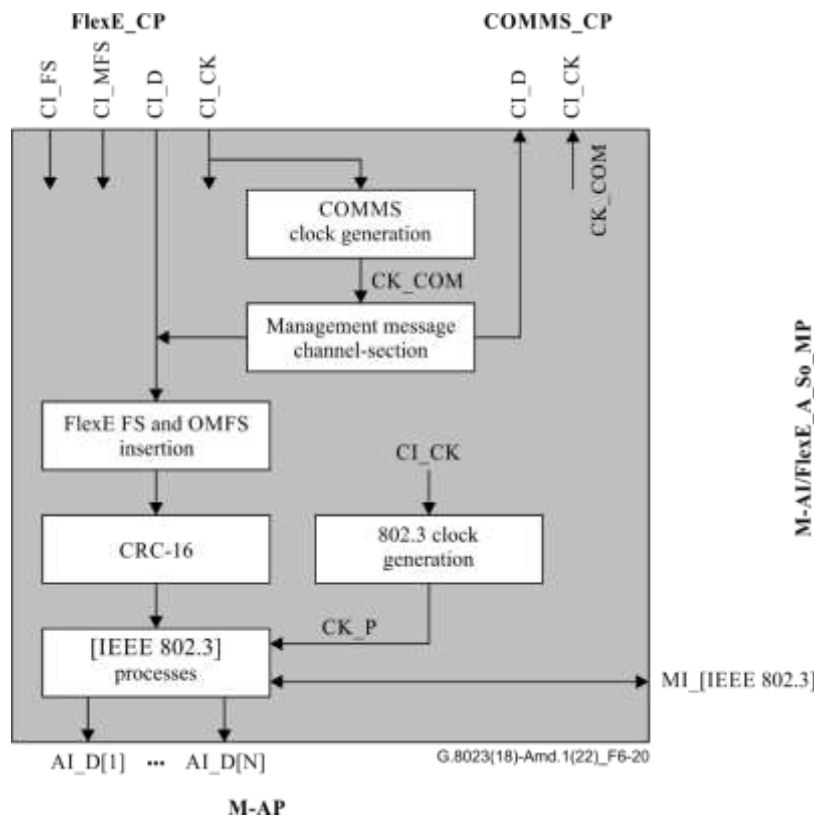 FlexE_CP
COMMS_CP
CI_FS
CI_MFS
CI_D
CI_CK
CI_D
CI_CK
CK_COM
COMMS
clock generation
CK_COM
Management message
channel-section
FlexE FS and OMFS
insertion
CI_CK
CRC-16
802.3 clock
generation
CK_P
[IEEE 802.3]
processes
MI_[IEEE 802.3]
M-AI/FlexE_A_So_MP
AI_D[1] ••• AI_D[N]
G.8023(18)-Amd.1(22)_F6-20
M-AP